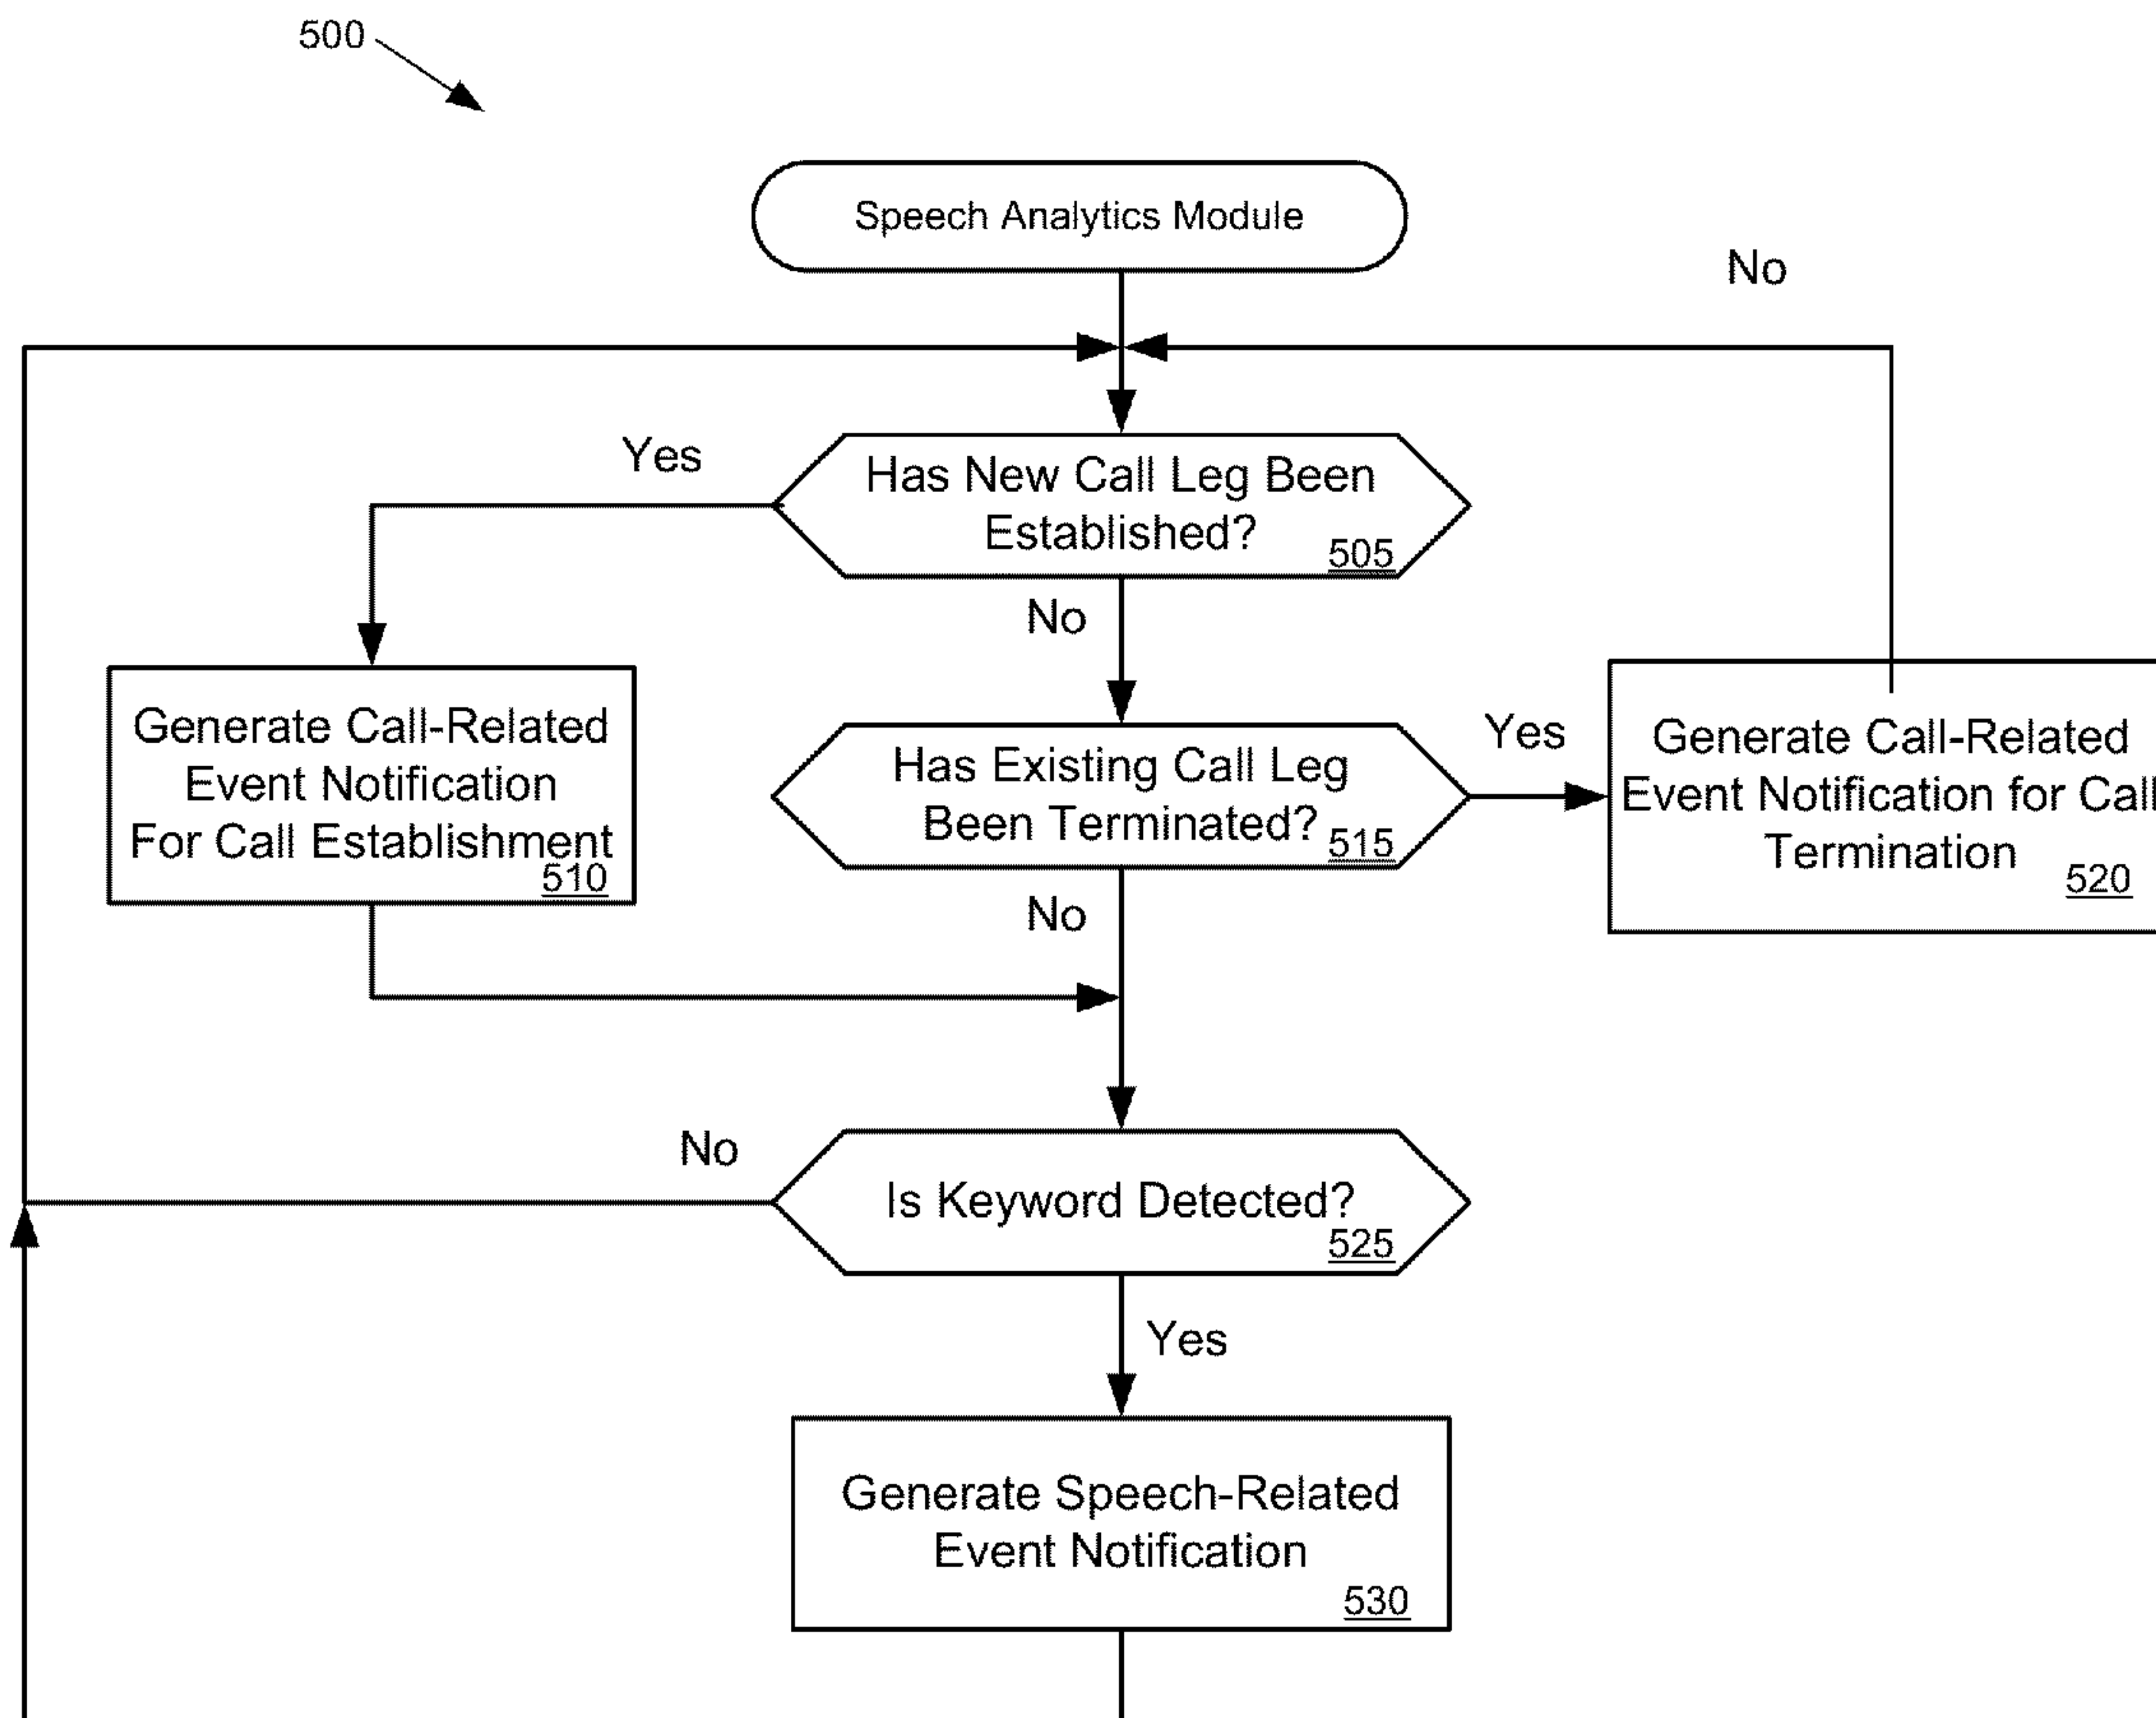 500
Speech Analytics Module
No
Yes
Has New Call Leg Been
Established?
505
No
Generate Call-Related
Event Notification
For Call Establishment
510
Has Existing Call Leg
Been Terminated?
515
Yes
Generate Call-Related
Event Notification for Call
Termination
520
No
No
Is Keyword Detected?
525
Yes
Generate Speech-Related
Event Notification
530